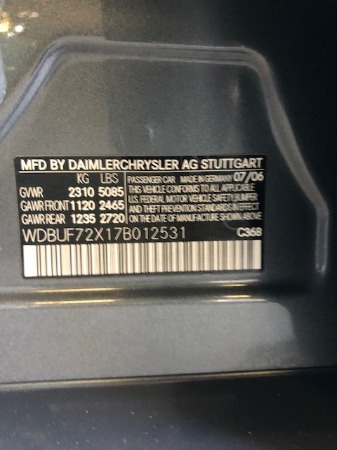 MFD BY DAIMLERCHRYSLER AG STUTTGART
KG LBS
GVWR 2310 5085
GAWR FRONT 1120 2465
GAWR REAR 1235 2720
PASSENGER CAR MADE IN GERMANY 07/06
THIS VEHICLE CONFORMS TO ALL
APPLICABLE U.S. FEDERAL MOTOR
VEHICLE SAFETY, BUMPER
AND THEFT PREVENTION STANDARDS
IN EFFECT ON THE DATE OF
MANUFACTURE SHOWN ABOVE
WDBUF72X17B012531 C368